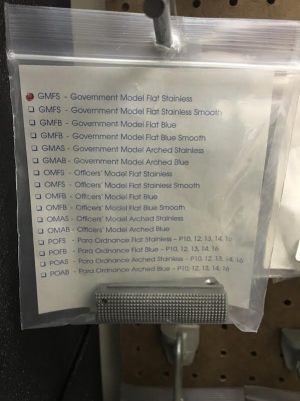 GMFS - Government Model Flat Stainless
GMFS - Government Model Flat Stainless Smooth
GMFB - Government Model Flat Blue
GMFB - Government Model Flat Blue Smooth
GMAS - Government Model Arched Stainless
GMAB - Government Model Arched Blue
OMFS - Officers' Model Flat Stainless
OMFS - Officers' Model Flat Stainless Smooth
OMFB - Officers' Model Flat Blue
OMFB - Officers' Model Flat Blue Smooth
OMAS - Officers' Model Arched Stainless
OMAB - Officers' Model Arched Blue
POFS - Para Ordnance Flat Stainless - P10, 12, 13, 14, 16
POFB - Para Ordnance Flat Blue - P10, 12, 13, 14, 16
POAS - Para Ordnance Arched Stainless - P10, 12, 13, 14, 16
POAB - Para Ordnance Arched Blue - P10, 12, 13, 14, 16